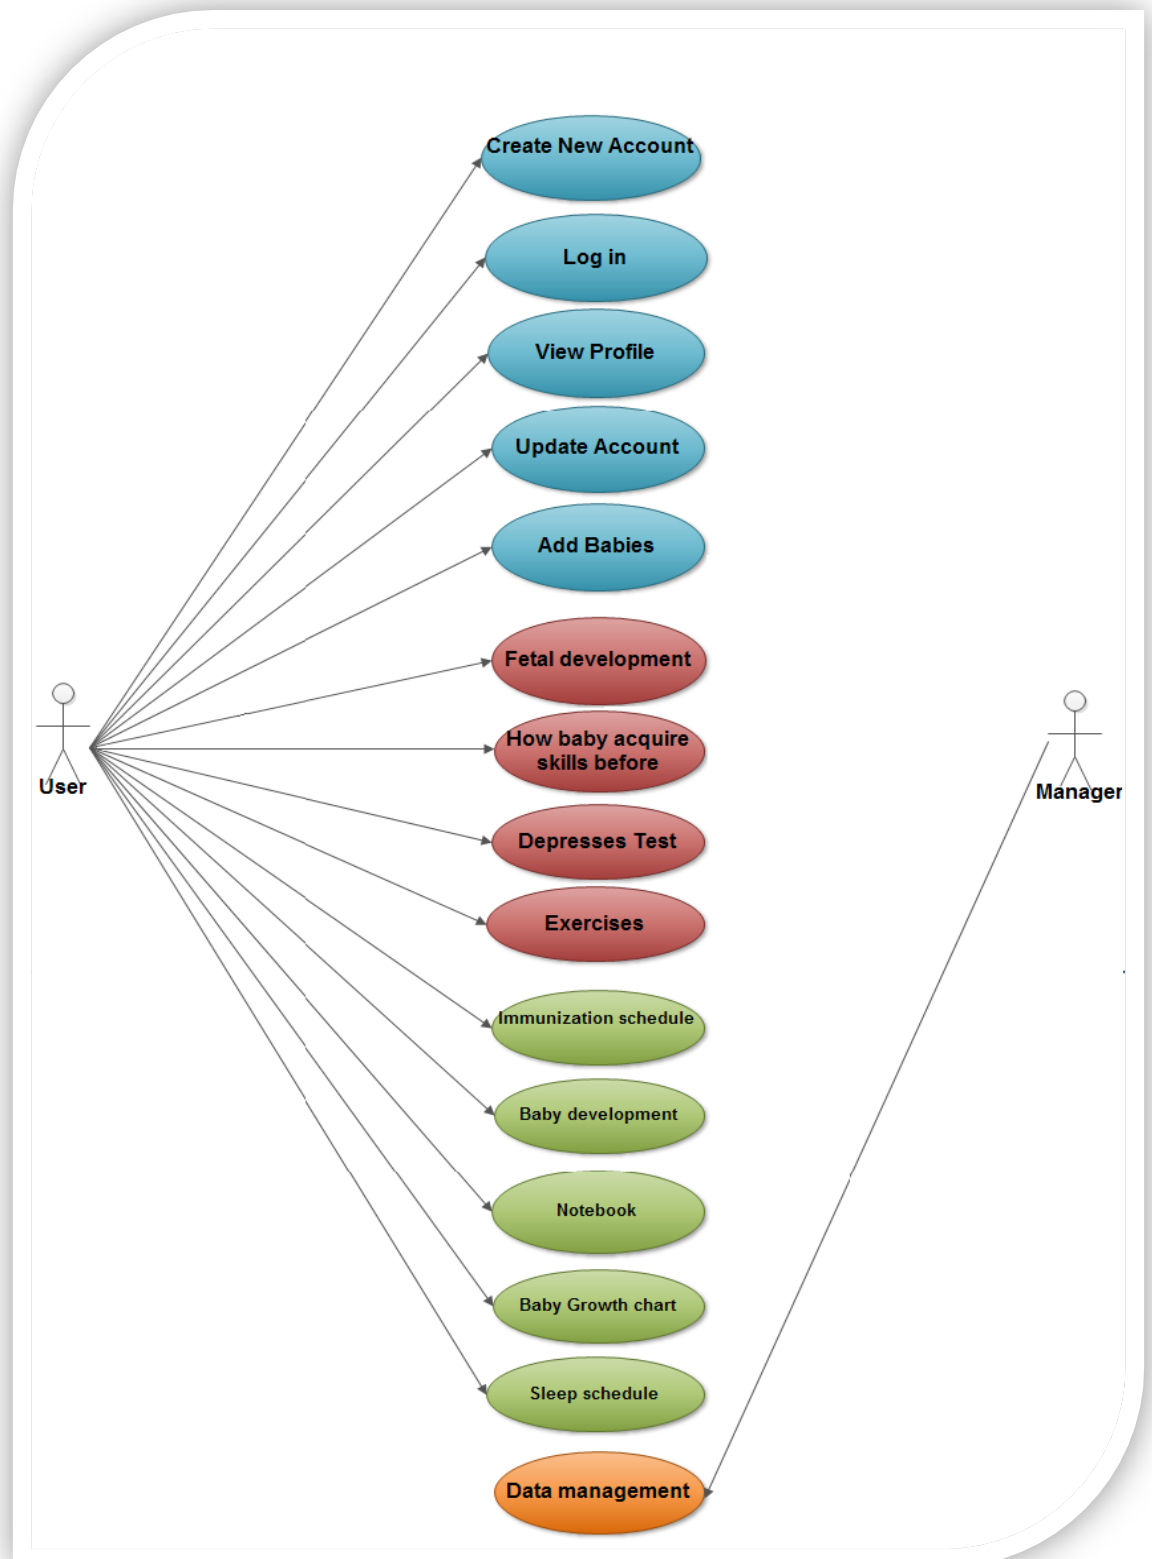 Create New Account
Log in
View Profile
Update Account
Add Babies
Fetal development
How baby acquire
skills before
User
Manager
Depresses Test
Exercises
Immunization schedule
Baby development
Notebook
Baby Growth chart
Sleep schedule
Data management